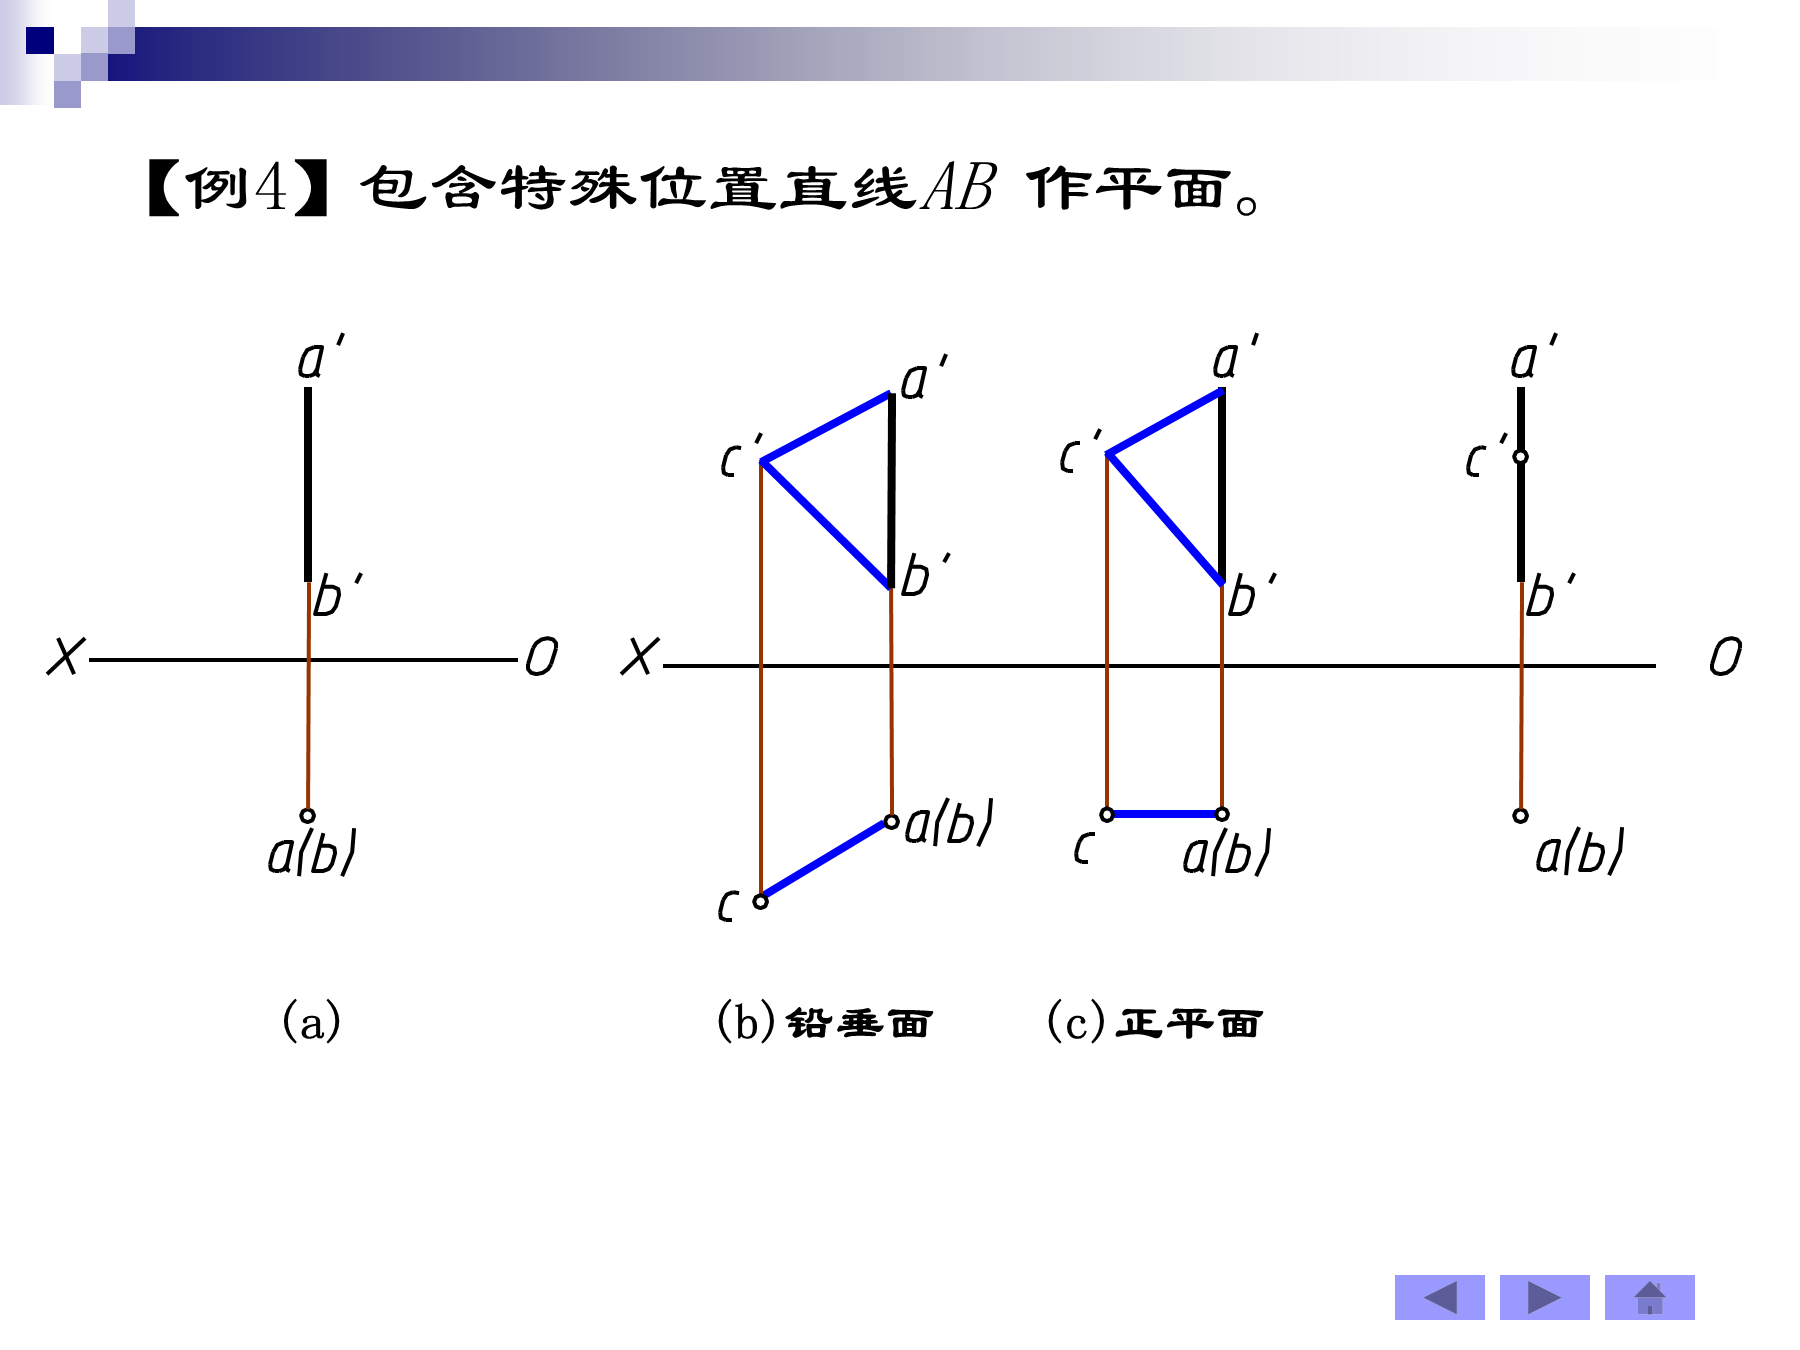 【例4】包含特殊位置直线AB 作平面。
a′ a′ a′ a′
c′ c′ c′
b′ b′ b′ b′
X O X O
a(b) a(b) c a(b) a(b)
c
(a) (b)铅垂面 (c)正平面